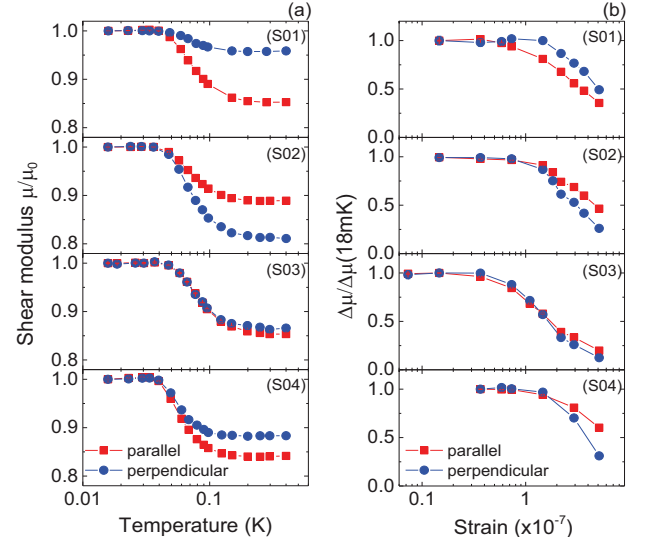 (a)
(b)
(S01)
1.0
0.9
0.8
(S02)
1.0
0.9
0.8
(S03)
1.0
0.9
0.8
(S04)
1.0
0.9
0.8
parallel
perpendicular
0.01
0.1
1
Temperature (K)
Shear modulus μ/μ₀
(S01)
1.0
0.5
0.0
(S02)
1.0
0.5
0.0
(S03)
1.0
0.5
0.0
(S04)
1.0
0.5
0.0
parallel
perpendicular
0.1
1
Strain (x10⁻⁷)
Δμ/Δμ(18mK)